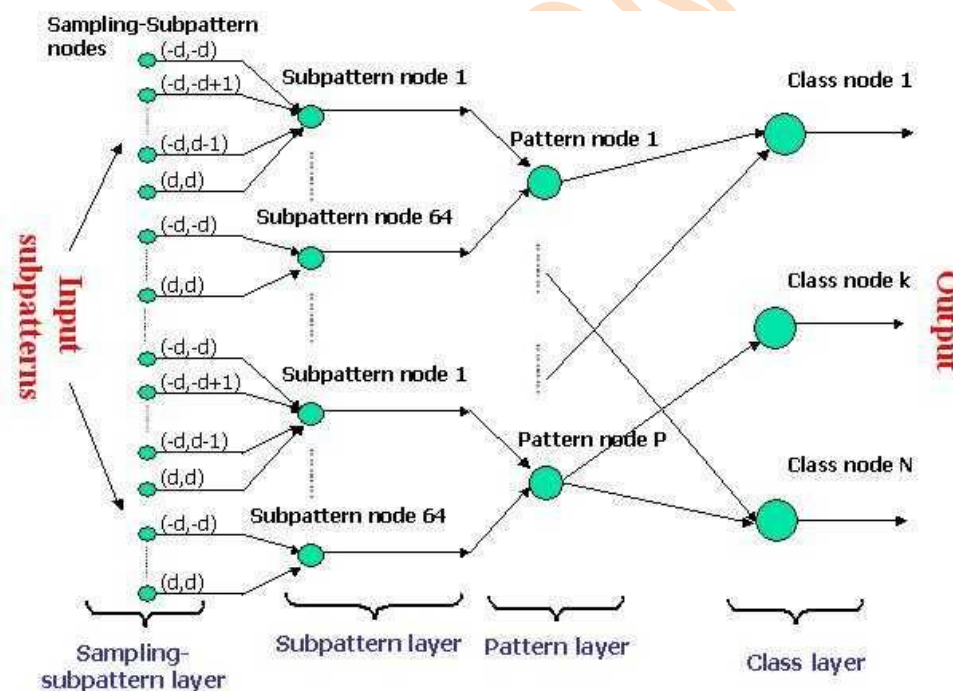 Sampling-Subpattern
nodes
(-d,-d)
(-d,-d+1)
(-d,d-1)
(d,d)
(-d,-d)
(d,d)
(-d,-d)
(-d,-d+1)
(-d,d-1)
(d,d)
(-d,-d)
(d,d)
Input
subpatterns
Subpattern node 1
Subpattern node 64
Subpattern node 1
Subpattern node 64
Pattern node 1
Pattern node P
Class node 1
Class node k
Class node N
Output
Sampling-
subpattern layer
Subpattern layer
Pattern layer
Class layer